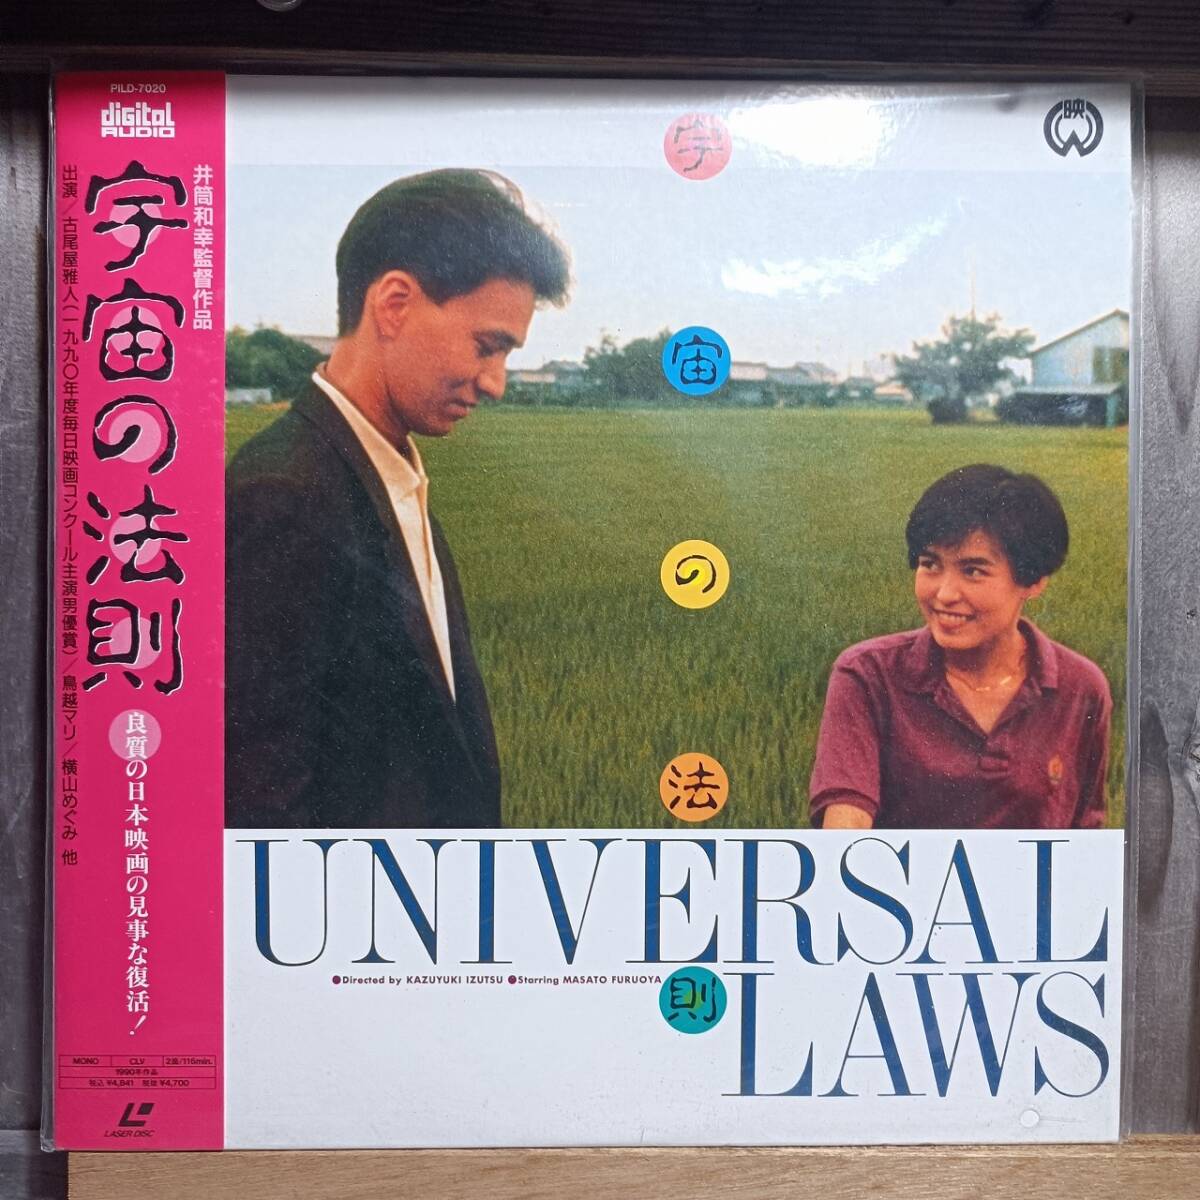 PILD-7020
digital
AUDIO
井筒和幸監督作品
宇宙の法則
出演/古尾屋雅人(一九九〇年度毎日映画コンクール主演男優賞)/鳥越マリ/横山めぐみ 他
良質の日本映画の見事な復活!
MONO CLV 2面/115min.
1990年作品
税込 ¥4,841 税抜 ¥4,700
LASER DISC
映
宇宙の法則
UNIVERSAL
●Directed by KAZUYUKI IZUTSU ●Starring MASATO FURUOYA
LAWS